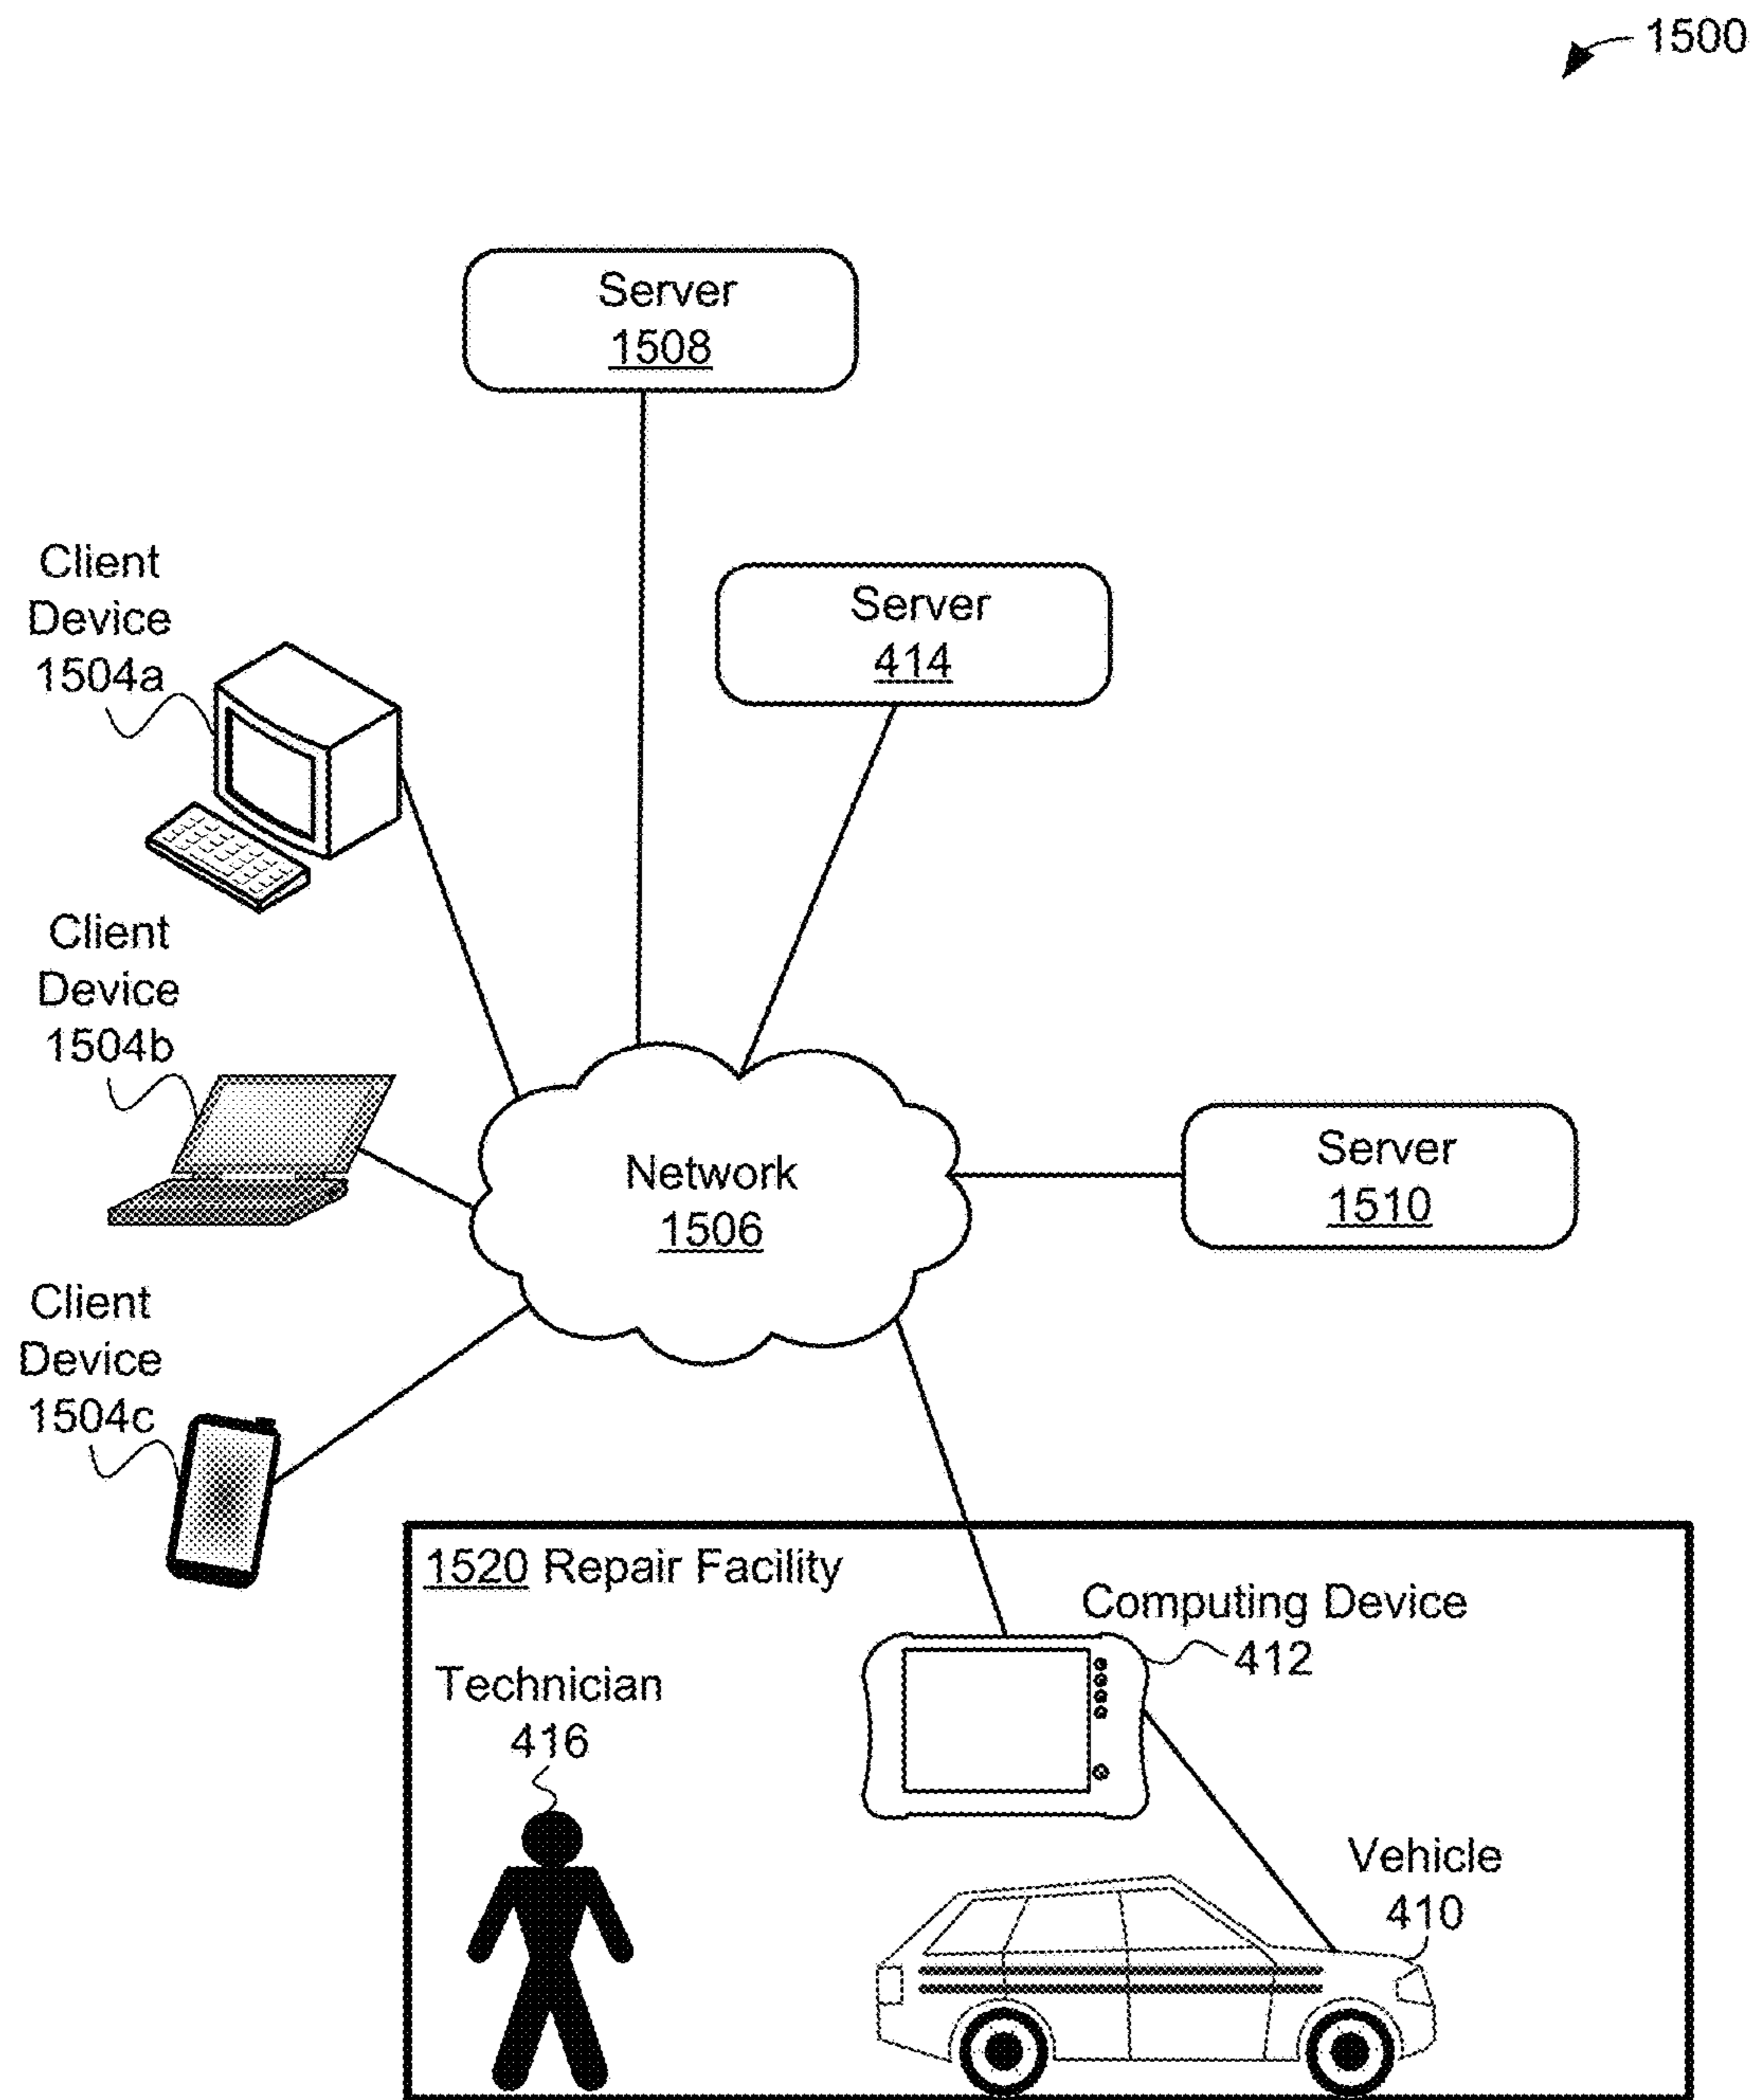 1500
Server
1508
Server
414
Client
Device
1504a
Client
Device
1504b
Network
1506
Server
1510
Client
Device
1504c
1520 Repair Facility
Computing Device
412
Technician
416
Vehicle
410